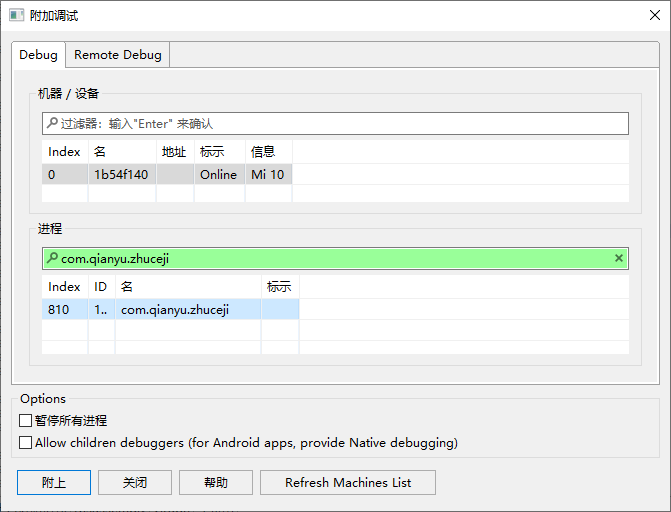 附加调试
Debug Remote Debug
机器 / 设备
过滤器：输入"Enter" 来确认
Index 名 地址 标示 信息
0 1b54f140 Online Mi 10
进程
com.qianyu.zhuceji
Index ID 名 标示
810 1.. com.qianyu.zhuceji
Options
暂停所有进程
Allow children debuggers (for Android apps, provide Native debugging)
附上 关闭 帮助 Refresh Machines List